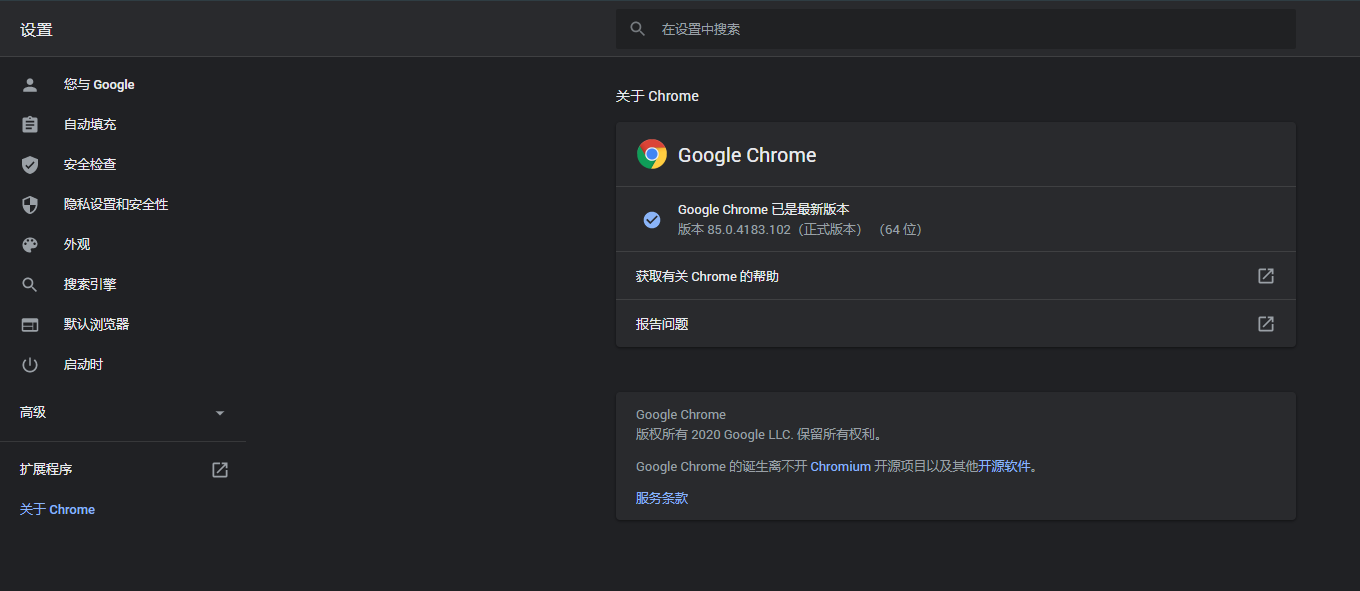 设置
在设置中搜索
您与 Google
自动填充
安全检查
隐私设置和安全性
外观
搜索引擎
默认浏览器
启动时
高级
扩展程序
关于 Chrome
关于 Chrome
Google Chrome
Google Chrome 已是最新版本
版本 85.0.4183.102（正式版本） （64 位）
获取有关 Chrome 的帮助
报告问题
Google Chrome
版权所有 2020 Google LLC. 保留所有权利。
Google Chrome 的诞生离不开 Chromium 开源项目以及其他开源软件。
服务条款